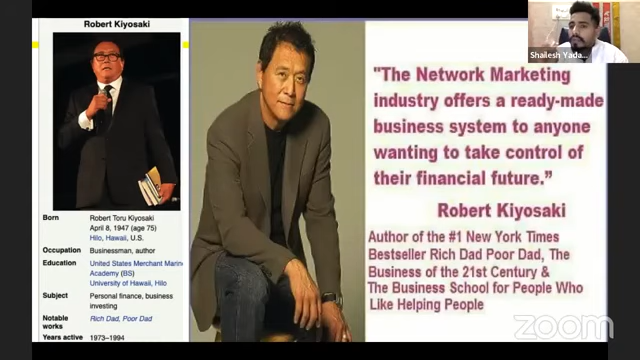 Robert Kiyosaki
Born Robert Toru Kiyosaki
April 8, 1947 (age 75)
Hilo, Hawaii, U.S.
Occupation Businessman, author
Education United States Merchant Marine
Academy (BS)
University of Hawaii, Hilo
Subject Personal finance, business
investing
Notable Rich Dad, Poor Dad
works
Years active 1973–1994
"The Network Marketing
industry offers a ready-made
business system to anyone
wanting to take control of
their financial future.”
Robert Kiyosaki
Author of the #1 New York Times
Bestseller Rich Dad Poor Dad, The
Business of the 21st Century &
The Business School for People Who
Like Helping People
Shailesh Yada...
zoom